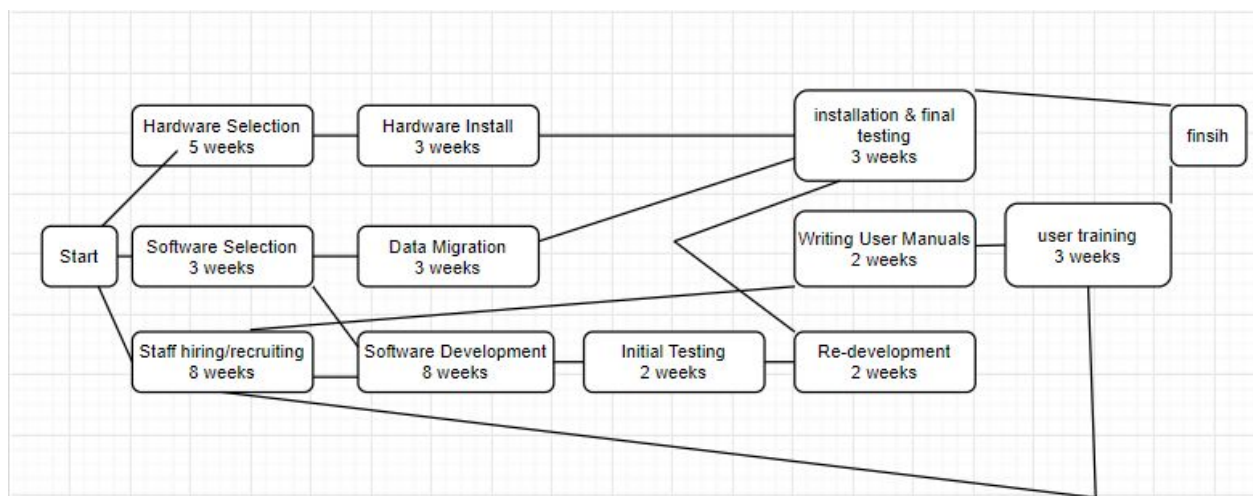 Hardware Selection
5 weeks
Hardware Install
3 weeks
installation & final
testing
3 weeks
finsih
Start
Software Selection
3 weeks
Data Migration
3 weeks
Writing User Manuals
2 weeks
user training
3 weeks
Staff hiring/recruiting
8 weeks
Software Development
8 weeks
Initial Testing
2 weeks
Re-development
2 weeks